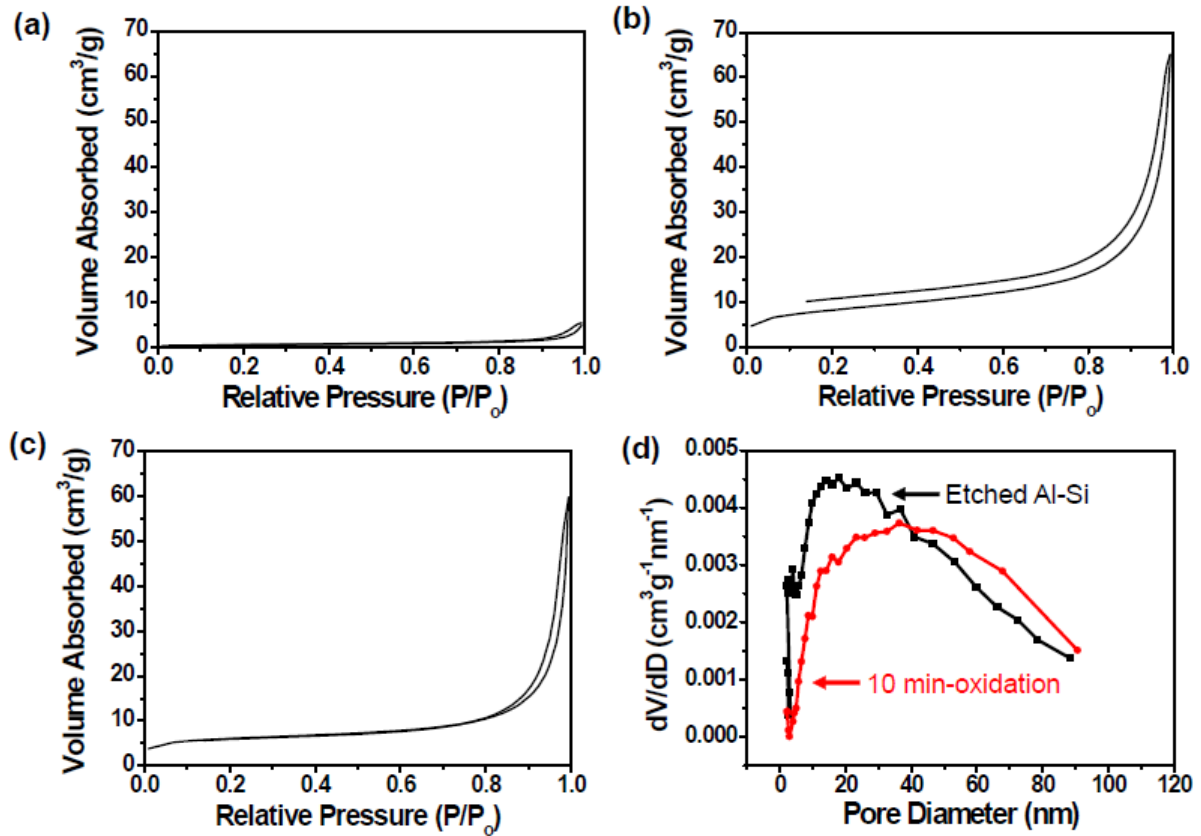 (a)
70
60
50
40
30
20
10
0
Volume Absorbed (cm³/g)
0.0 0.2 0.4 0.6 0.8 1.0
Relative Pressure (P/Pₒ)
(b)
70
60
50
40
30
20
10
0
Volume Absorbed (cm³/g)
0.0 0.2 0.4 0.6 0.8 1.0
Relative Pressure (P/Pₒ)
(c)
70
60
50
40
30
20
10
0
Volume Absorbed (cm³/g)
0.0 0.2 0.4 0.6 0.8 1.0
Relative Pressure (P/Pₒ)
(d)
0.005
0.004
0.003
0.002
0.001
0.000
dV/dD (cm³g⁻¹nm⁻¹)
Etched Al-Si
10 min-oxidation
0 20 40 60 80 100 120
Pore Diameter (nm)